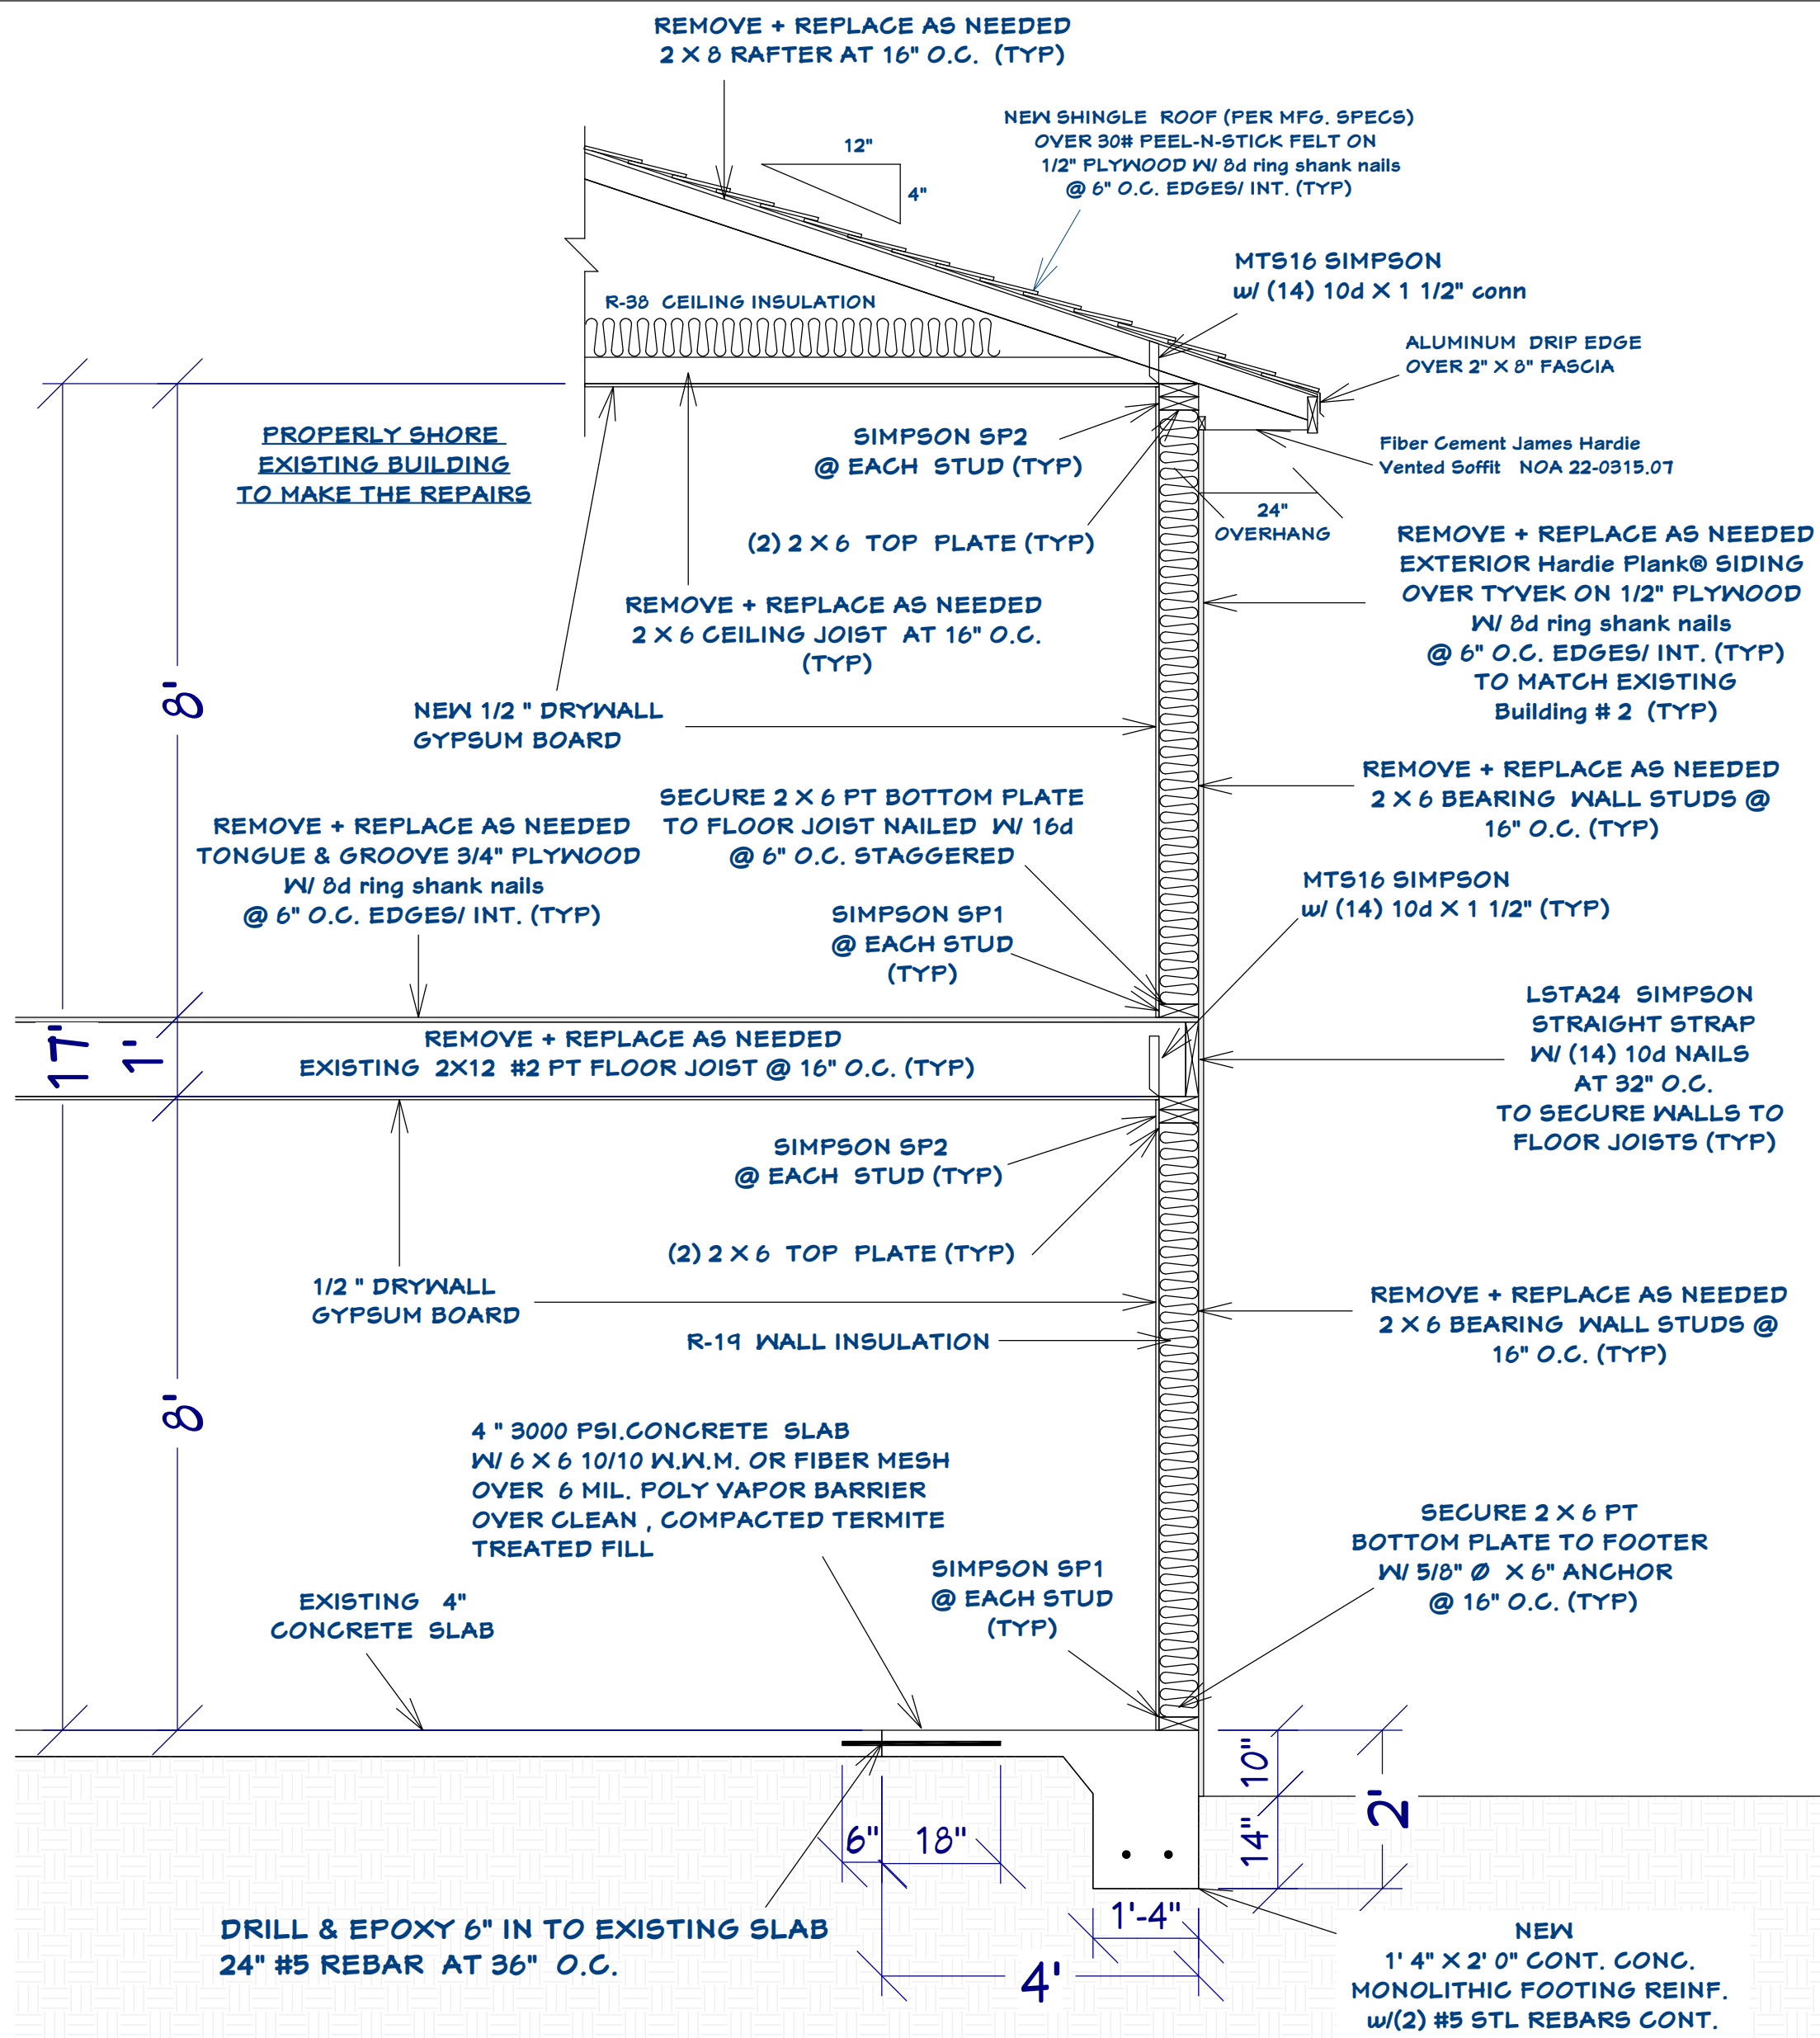 REMOVE + REPLACE AS NEEDED
2 X 8 RAFTER AT 16" O.C. (TYP)
NEW SHINGLE ROOF (PER MFG. SPECS)
OVER 30# PEEL-N-STICK FELT ON
1/2" PLYWOOD W/ 8d ring shank nails
@ 6" O.C. EDGES/ INT. (TYP)
12"
4"
MTS16 SIMPSON
w/ (14) 10d X 1 1/2" conn
R-38 CEILING INSULATION
ALUMINUM DRIP EDGE
OVER 2" X 8" FASCIA
PROPERLY SHORE
EXISTING BUILDING
TO MAKE THE REPAIRS
SIMPSON SP2
@ EACH STUD (TYP)
Fiber Cement James Hardie
Vented Soffit NOA 22-0315.07
24"
OVERHANG
(2) 2 X 6 TOP PLATE (TYP)
REMOVE + REPLACE AS NEEDED
EXTERIOR Hardie Plank® SIDING
OVER TYVEK ON 1/2" PLYWOOD
W/ 8d ring shank nails
@ 6" O.C. EDGES/ INT. (TYP)
TO MATCH EXISTING
Building # 2 (TYP)
REMOVE + REPLACE AS NEEDED
2 X 6 CEILING JOIST AT 16" O.C.
(TYP)
8'
NEW 1/2 " DRYWALL
GYPSUM BOARD
REMOVE + REPLACE AS NEEDED
2 X 6 BEARING WALL STUDS @
16" O.C. (TYP)
SECURE 2 X 6 PT BOTTOM PLATE
TO FLOOR JOIST NAILED W/ 16d
@ 6" O.C. STAGGERED
REMOVE + REPLACE AS NEEDED
TONGUE & GROOVE 3/4" PLYWOOD
W/ 8d ring shank nails
@ 6" O.C. EDGES/ INT. (TYP)
MTS16 SIMPSON
w/ (14) 10d X 1 1/2" (TYP)
SIMPSON SP1
@ EACH STUD
(TYP)
LSTA24 SIMPSON
STRAIGHT STRAP
W/ (14) 10d NAILS
AT 32" O.C.
TO SECURE WALLS TO
FLOOR JOISTS (TYP)
17'
1'
REMOVE + REPLACE AS NEEDED
EXISTING 2X12 #2 PT FLOOR JOIST @ 16" O.C. (TYP)
SIMPSON SP2
@ EACH STUD (TYP)
(2) 2 X 6 TOP PLATE (TYP)
1/2 " DRYWALL
GYPSUM BOARD
REMOVE + REPLACE AS NEEDED
2 X 6 BEARING WALL STUDS @
16" O.C. (TYP)
R-19 WALL INSULATION
8'
4 " 3000 PSI.CONCRETE SLAB
W/ 6 X 6 10/10 W.W.M. OR FIBER MESH
OVER 6 MIL. POLY VAPOR BARRIER
OVER CLEAN , COMPACTED TERMITE
TREATED FILL
SECURE 2 X 6 PT
BOTTOM PLATE TO FOOTER
W/ 5/8" Ø X 6" ANCHOR
@ 16" O.C. (TYP)
SIMPSON SP1
@ EACH STUD
(TYP)
EXISTING 4"
CONCRETE SLAB
10"
2'
14"
6"
18"
1'-4"
4'
DRILL & EPOXY 6" IN TO EXISTING SLAB
24" #5 REBAR AT 36" O.C.
NEW
1' 4" X 2' 0" CONT. CONC.
MONOLITHIC FOOTING REINF.
w/(2) #5 STL REBARS CONT.